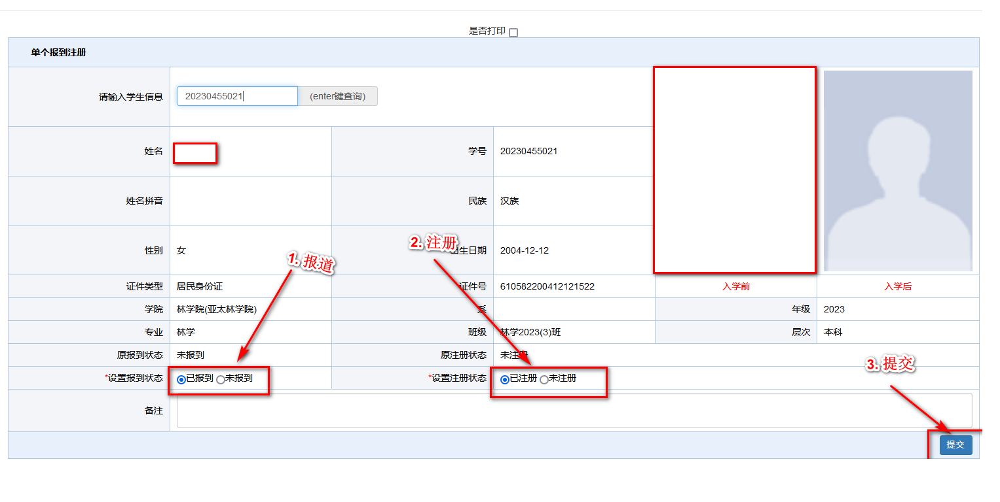 是否打印
单个报到注册
请输入学生信息 20230455021 (enter键查询)
姓名 学号 20230455021
姓名拼音 民族 汉族
1. 报道
2. 注册
性别 女 出生日期 2004-12-12
证件类型 居民身份证 证件号 610582200412121522 入学前 入学后
学院 林学院(亚太林学院) 系 年级 2023
专业 林学 班级 林学2023(3)班 层次 本科
原报到状态 未报到 原注册状态 未注册
3. 提交
*设置报到状态 已报到 未报到 *设置注册状态 已注册 未注册
备注
提交